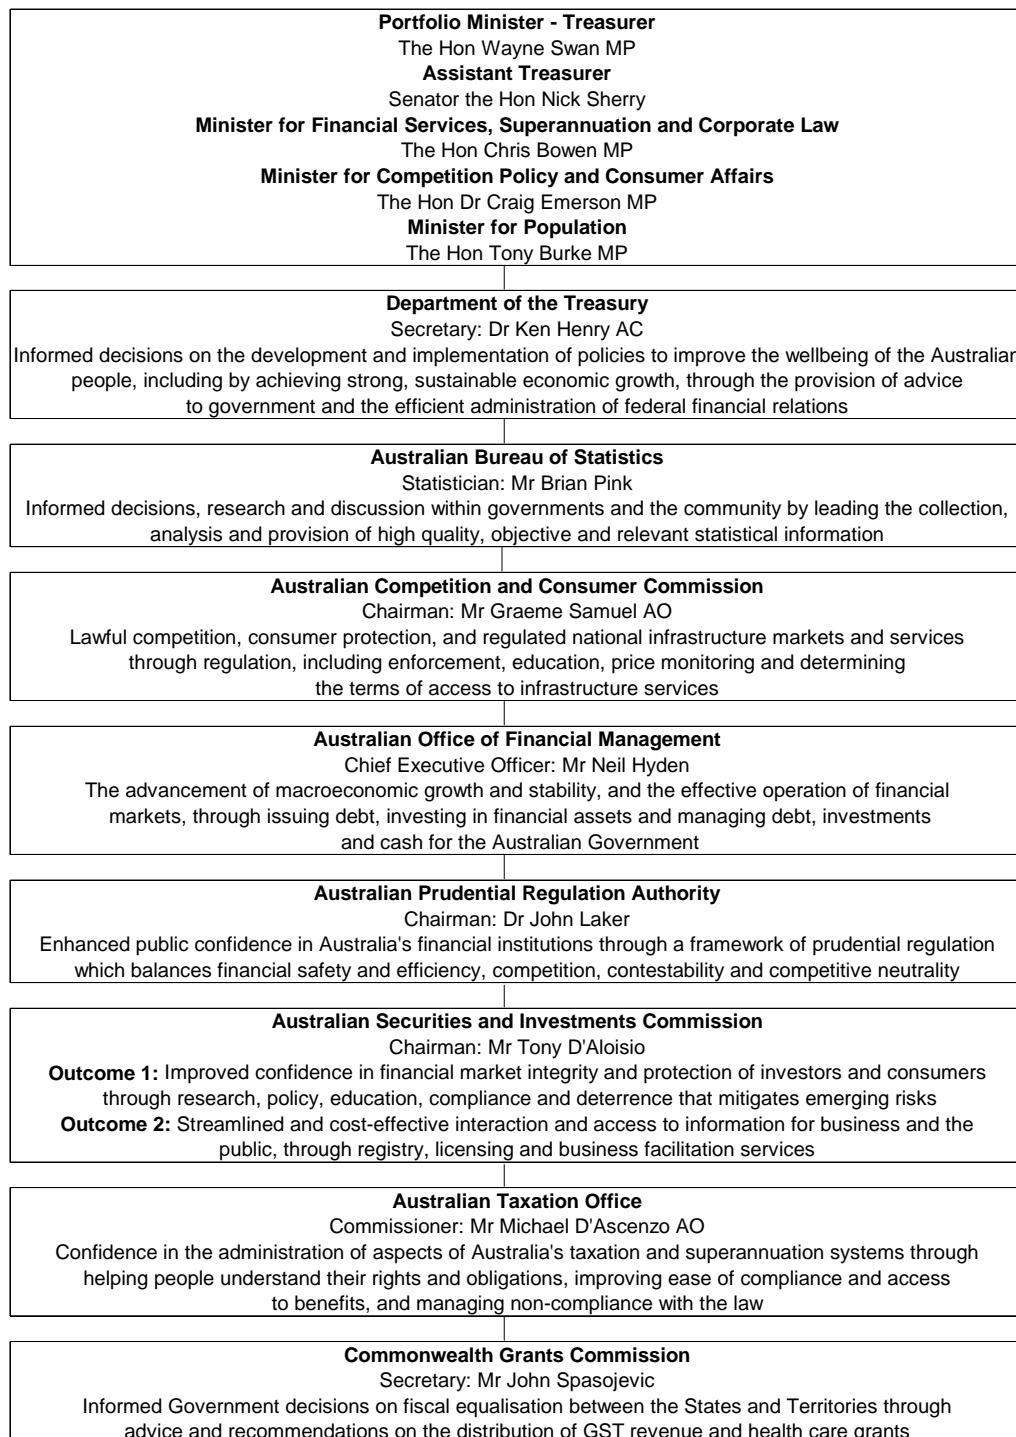 Portfolio Minister - Treasurer
The Hon Wayne Swan MP
Assistant Treasurer
Senator the Hon Nick Sherry
Minister for Financial Services, Superannuation and Corporate Law
The Hon Chris Bowen MP
Minister for Competition Policy and Consumer Affairs
The Hon Dr Craig Emerson MP
Minister for Population
The Hon Tony Burke MP
Department of the Treasury
Secretary: Dr Ken Henry AC
Informed decisions on the development and implementation of policies to improve the wellbeing of the Australian
people, including by achieving strong, sustainable economic growth, through the provision of advice
to government and the efficient administration of federal financial relations
Australian Bureau of Statistics
Statistician: Mr Brian Pink
Informed decisions, research and discussion within governments and the community by leading the collection,
analysis and provision of high quality, objective and relevant statistical information
Australian Competition and Consumer Commission
Chairman: Mr Graeme Samuel AO
Lawful competition, consumer protection, and regulated national infrastructure markets and services
through regulation, including enforcement, education, price monitoring and determining
the terms of access to infrastructure services
Australian Office of Financial Management
Chief Executive Officer: Mr Neil Hyden
The advancement of macroeconomic growth and stability, and the effective operation of financial
markets, through issuing debt, investing in financial assets and managing debt, investments
and cash for the Australian Government
Australian Prudential Regulation Authority
Chairman: Dr John Laker
Enhanced public confidence in Australia's financial institutions through a framework of prudential regulation
which balances financial safety and efficiency, competition, contestability and competitive neutrality
Australian Securities and Investments Commission
Chairman: Mr Tony D'Aloisio
Outcome 1: Improved confidence in financial market integrity and protection of investors and consumers
through research, policy, education, compliance and deterrence that mitigates emerging risks
Outcome 2: Streamlined and cost-effective interaction and access to information for business and the
public, through registry, licensing and business facilitation services
Australian Taxation Office
Commissioner: Mr Michael D'Ascenzo AO
Confidence in the administration of aspects of Australia's taxation and superannuation systems through
helping people understand their rights and obligations, improving ease of compliance and access
to benefits, and managing non-compliance with the law
Commonwealth Grants Commission
Secretary: Mr John Spasojevic
Informed Government decisions on fiscal equalisation between the States and Territories through
advice and recommendations on the distribution of GST revenue and health care grants